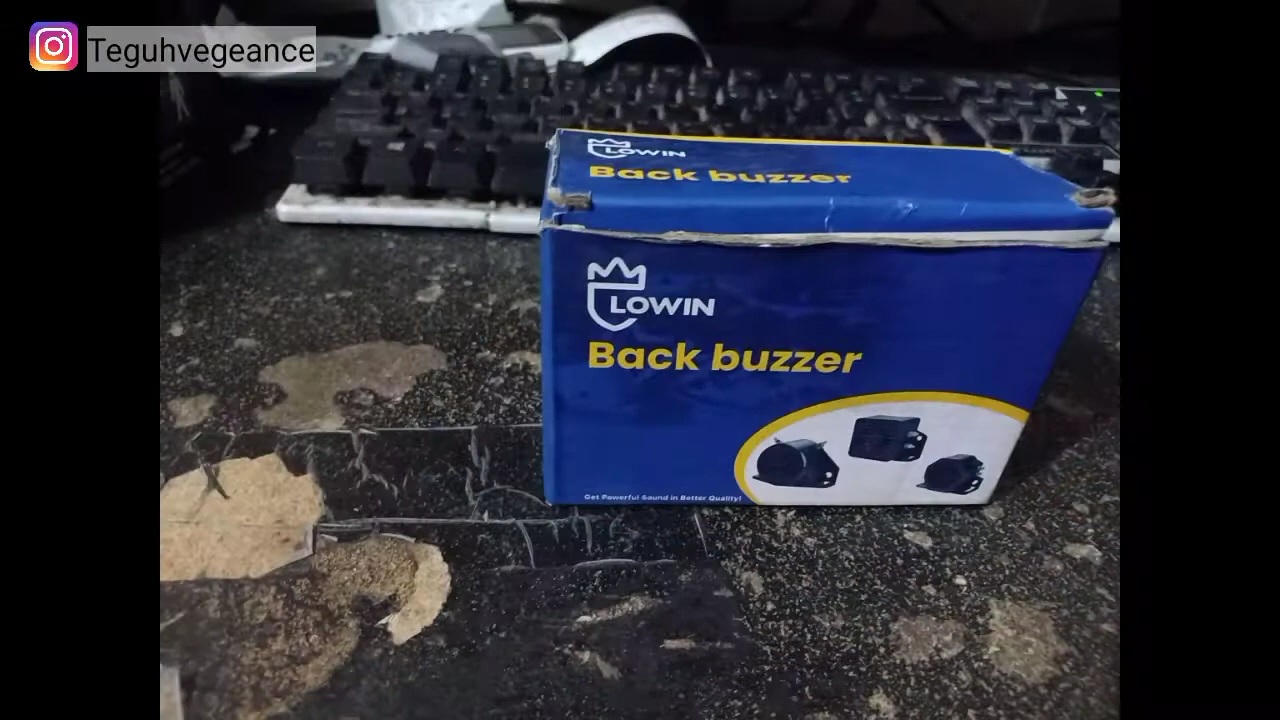 Teguhvegeance
LOWIN
Back buzzer
LOWIN
Back buzzer
Get Powerful Sound in Better Quality!